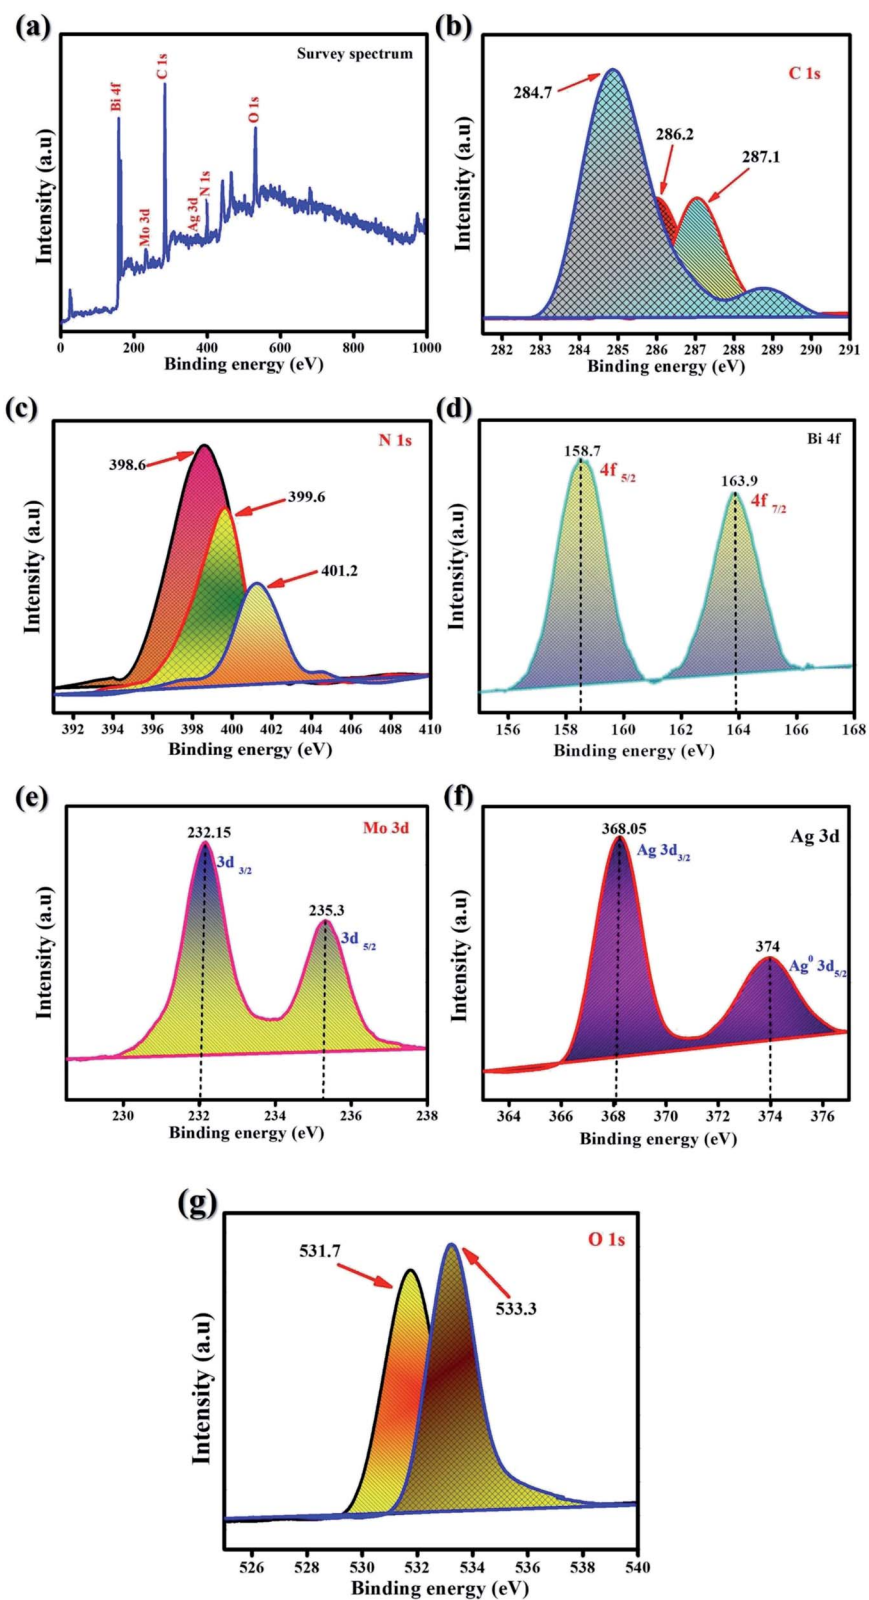 (a)
Survey spectrum
Bi 4f
Mo 3d
C 1s
Ag 3d
N 1s
O 1s
Intensity (a.u)
0 200 400 600 800 1000
Binding energy (eV)
(b)
C 1s
284.7
286.2
287.1
Intensity (a.u)
282 283 284 285 286 287 288 289 290 291
Binding energy (eV)
(c)
N 1s
398.6
399.6
401.2
Intensity (a.u)
392 394 396 398 400 402 404 406 408 410
Binding energy (eV)
(d)
Bi 4f
158.7
4f 5/2
163.9
4f 7/2
Intensity(a.u)
156 158 160 162 164 166 168
Binding energy (eV)
(e)
Mo 3d
232.15
3d 3/2
235.3
3d 5/2
Intensity (a.u)
230 232 234 236 238
Binding energy (eV)
(f)
Ag 3d
368.05
Ag 3d3/2
374
Ag0 3d5/2
Intensity (a.u)
364 366 368 370 372 374 376
Binding energy (eV)
(g)
O 1s
531.7
533.3
Intensity (a.u)
526 528 530 532 534 536 538 540
Binding energy (eV)